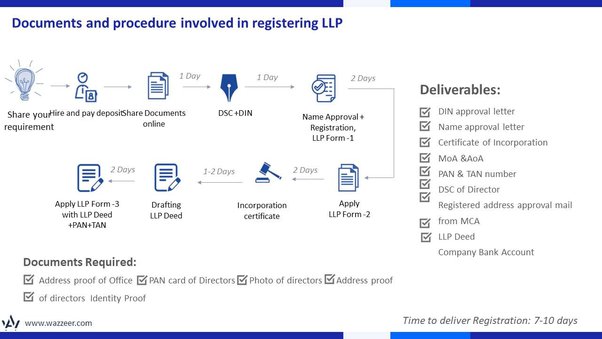 Documents and procedure involved in registering LLP
1 Day
1 Day
2 Days
Share your
requirement
Hire and pay deposit
Share Documents
online
DSC +DIN
Name Approval +
Registration,
LLP Form -1
2 Days
1-2 Days
2 Days
Apply LLP Form -3
with LLP Deed
+PAN+TAN
Drafting
LLP Deed
Incorporation
certificate
Apply
LLP Form -2
Deliverables:
DIN approval letter
Name approval letter
Certificate of Incorporation
MoA &AoA
PAN & TAN number
DSC of Director
Registered address approval mail
from MCA
LLP Deed
Company Bank Account
Documents Required:
Address proof of Office PAN card of Directors Photo of directors Address proof
of directors Identity Proof
www.wazzeer.com
Time to deliver Registration: 7-10 days